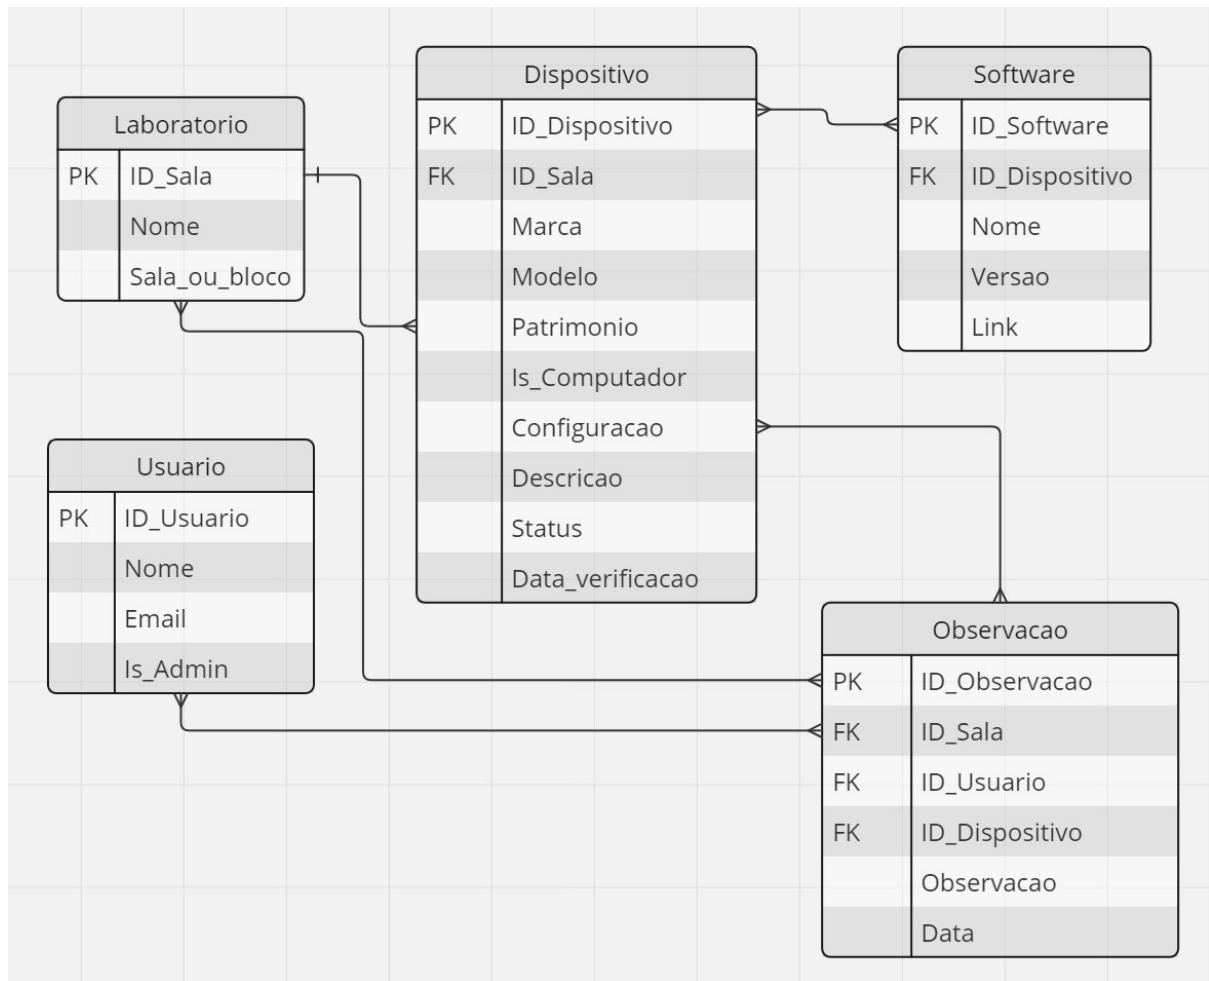 Laboratorio
PK ID_Sala
Nome
Sala_ou_bloco
Usuario
PK ID_Usuario
Nome
Email
Is_Admin
Dispositivo
PK ID_Dispositivo
FK ID_Sala
Marca
Modelo
Patrimonio
Is_Computador
Configuracao
Descricao
Status
Data_verificacao
Software
PK ID_Software
FK ID_Dispositivo
Nome
Versao
Link
Observacao
PK ID_Observacao
FK ID_Sala
FK ID_Usuario
FK ID_Dispositivo
Observacao
Data